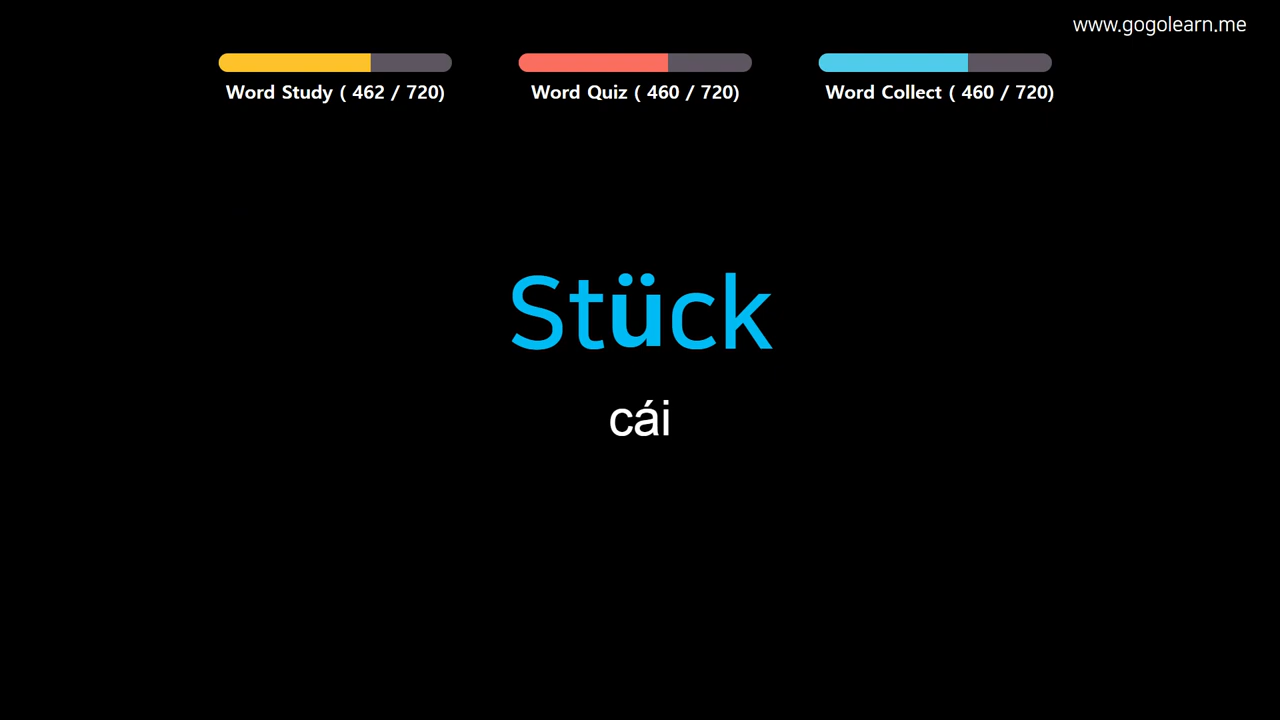 www.gogolearn.me
Word Study ( 462 / 720)
Word Quiz ( 460 / 720)
Word Collect ( 460 / 720)
Stück
cái